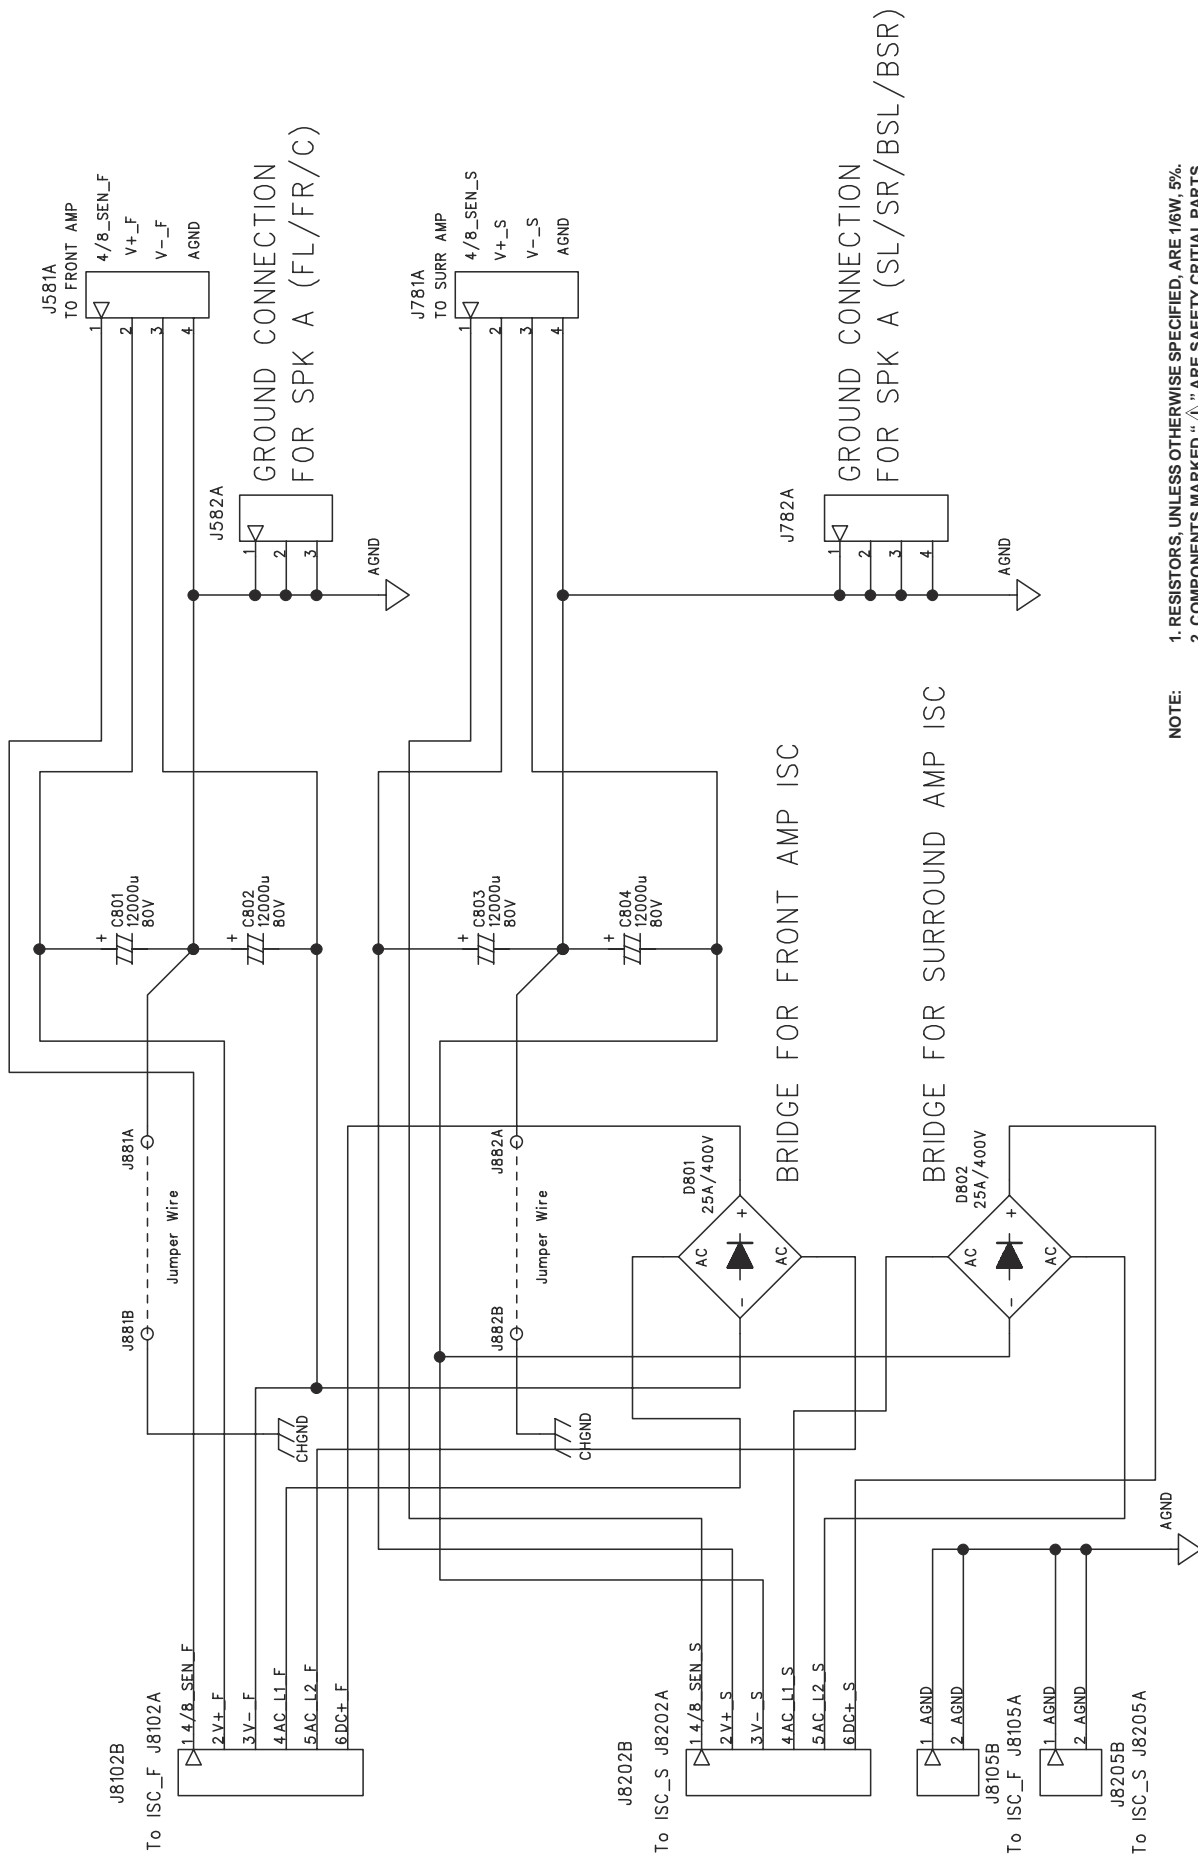 J8102B
To ISC_F J8102A
1 4/8_SEN_F
2 V+_F
3 V-_F
4 AC_L1_F
5 AC_L2_F
6 DC+_F
J881B
J881A
Jumper Wire
CHGND
+
C801
12000u
80V
+
C802
12000u
80V
J581A
TO FRONT AMP
1
4/8_SEN_F
2
V+_F
3
V-_F
4
AGND
J582A
1
2
3
AGND
GROUND CONNECTION
FOR SPK A (FL/FR/C)
J8202B
To ISC_S J8202A
1 4/8_SEN_S
2 V+_S
3 V-_S
4 AC_L1_S
5 AC_L2_S
6 DC+_S
J882B
J882A
Jumper Wire
CHGND
+
C803
12000u
80V
+
C804
12000u
80V
J781A
TO SURR AMP
1
4/8_SEN_S
2
V+_S
3
V-_S
4
AGND
J782A
1
2
3
4
AGND
GROUND CONNECTION
FOR SPK A (SL/SR/BSL/BSR)
D801
25A/400V
AC
- +
AC
BRIDGE FOR FRONT AMP ISC
D802
25A/400V
AC
- +
AC
BRIDGE FOR SURROUND AMP ISC
1 AGND
2 AGND
J8105B
To ISC_F J8105A
1 AGND
2 AGND
J8205B
To ISC_S J8205A
AGND
NOTE: 1. RESISTORS, UNLESS OTHERWISE SPECIFIED, ARE 1/6W, 5%.
2. COMPONENTS MARKED " ⚠ " ARE SAFETY CRITIAL PARTS